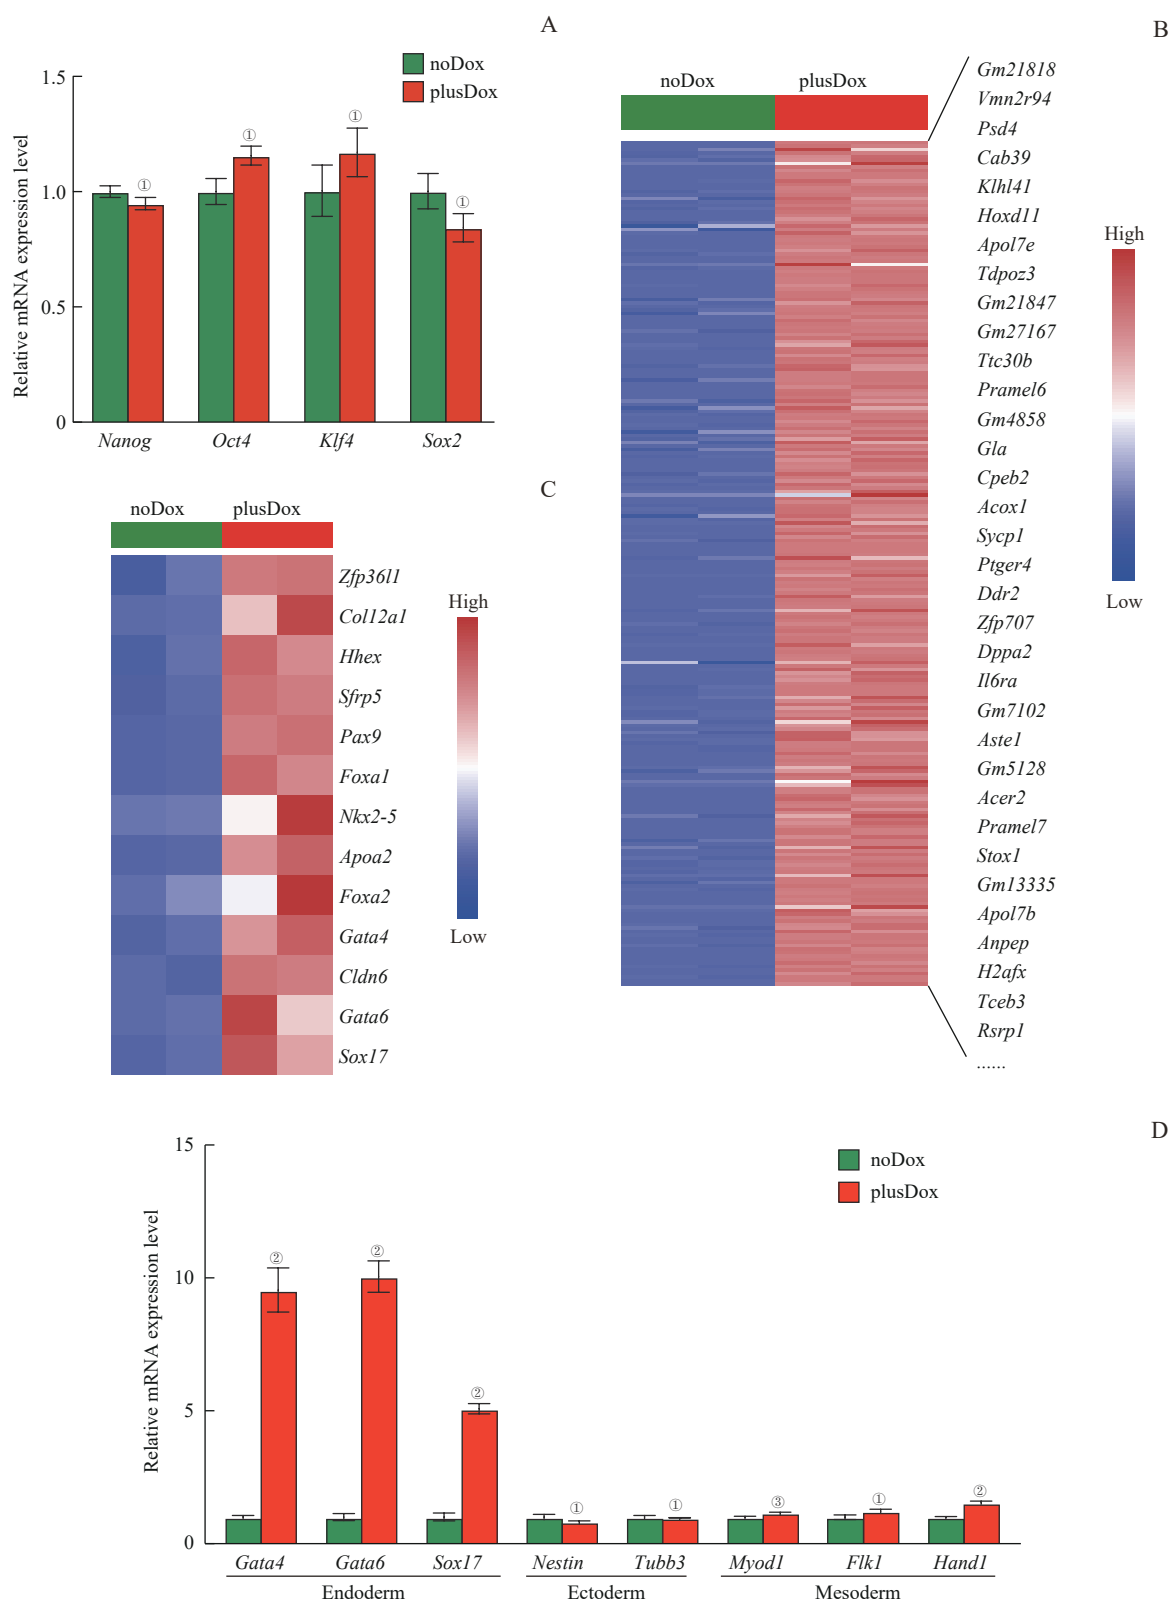 A
noDox
plusDox
Relative mRNA expression level
1.5
1.0
0.5
0
①
①
①
①
Nanog
Oct4
Klf4
Sox2
B
noDox
plusDox
Gm21818
Vmn2r94
Psd4
Cab39
Klhl41
Hoxd11
Apol7e
Tdpoz3
Gm21847
Gm27167
Ttc30b
Pramel6
Gm4858
Gla
Cpeb2
Acox1
Sycp1
Ptger4
Ddr2
Zfp707
Dppa2
Il6ra
Gm7102
Aste1
Gm5128
Acer2
Pramel7
Stox1
Gm13335
Apol7b
Anpep
H2afx
Tceb3
Rsrp1
......
High
Low
C
noDox
plusDox
Zfp36l1
Col12a1
Hhex
Sfrp5
Pax9
Foxa1
Nkx2-5
Apoa2
Foxa2
Gata4
Cldn6
Gata6
Sox17
High
Low
D
noDox
plusDox
Relative mRNA expression level
15
10
5
0
②
②
②
①
①
③
①
②
Gata4
Gata6
Sox17
Nestin
Tubb3
Myod1
Flk1
Hand1
Endoderm
Ectoderm
Mesoderm